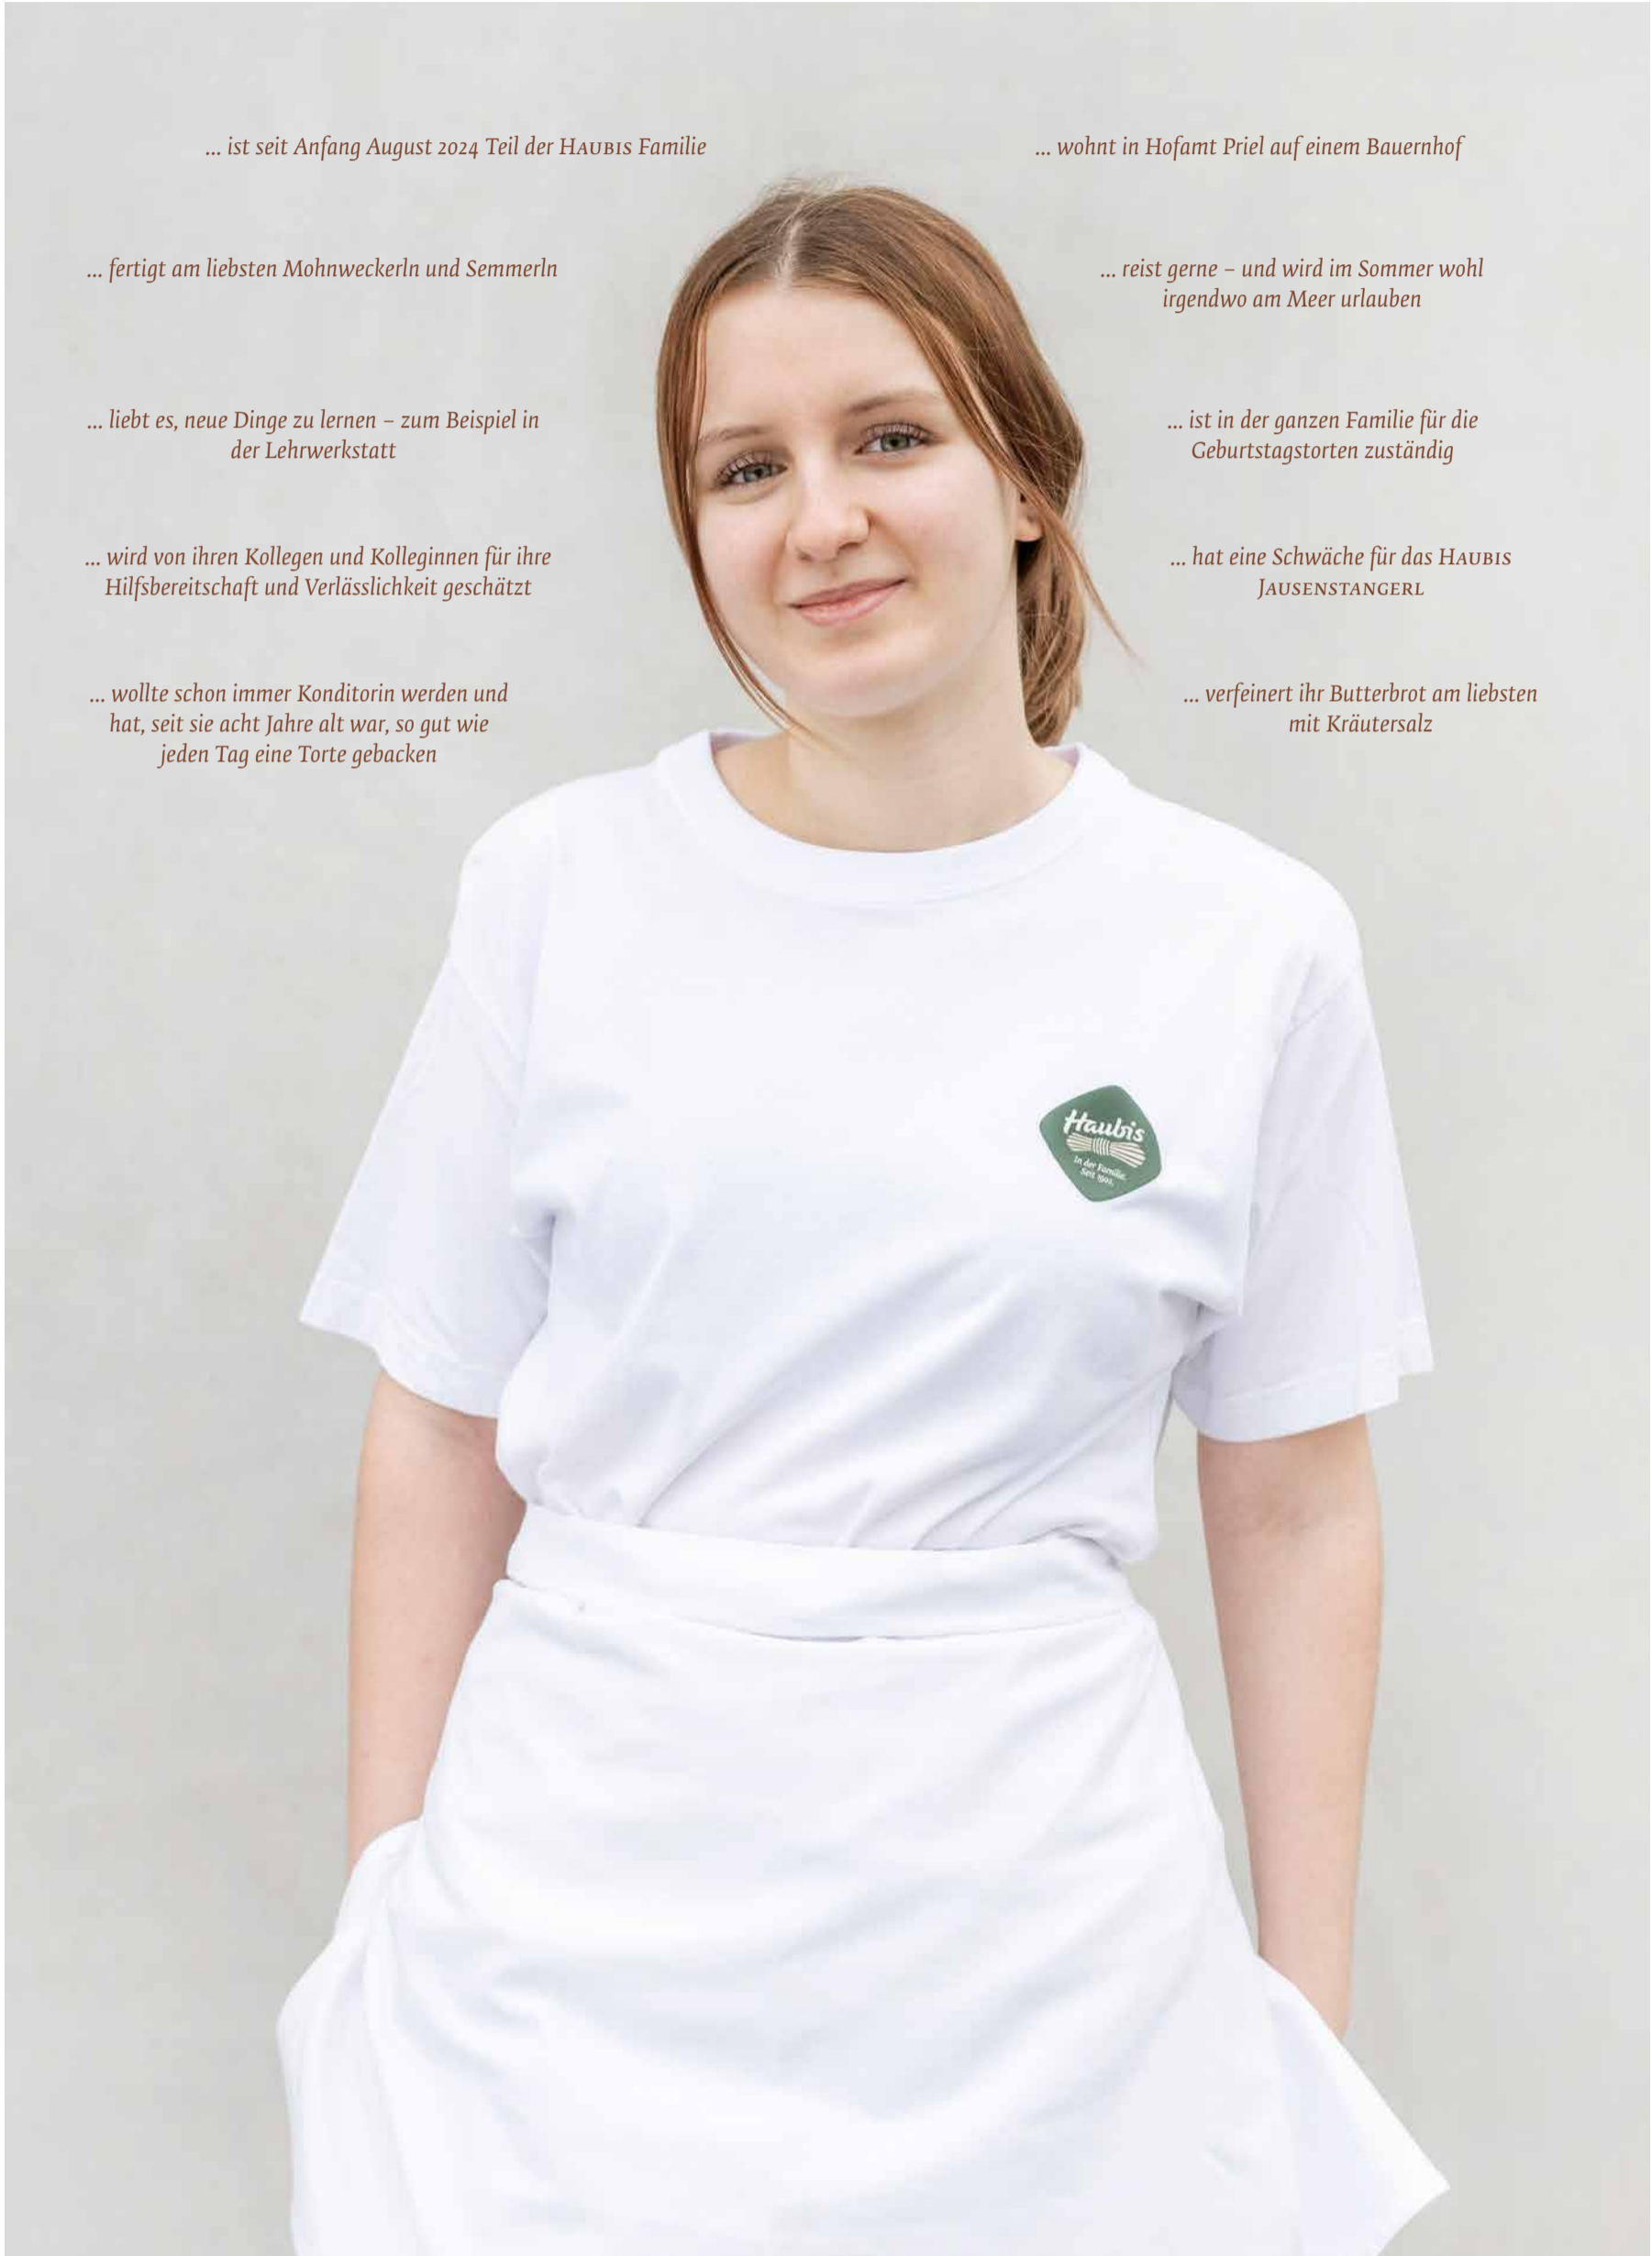 ... ist seit Anfang August 2024 Teil der HAUBIS Familie
... fertigt am liebsten Mohnweckerln und Semmerln
... liebt es, neue Dinge zu lernen – zum Beispiel in
der Lehrwerkstatt
... wird von ihren Kollegen und Kolleginnen für ihre
Hilfsbereitschaft und Verlässlichkeit geschätzt
... wollte schon immer Konditorin werden und
hat, seit sie acht Jahre alt war, so gut wie
jeden Tag eine Torte gebacken
... wohnt in Hofamt Priel auf einem Bauernhof
... reist gerne – und wird im Sommer wohl
irgendwo am Meer urlauben
... ist in der ganzen Familie für die
Geburtstagstorten zuständig
... hat eine Schwäche für das HAUBIS
JAUSENSTANGERL
... verfeinert ihr Butterbrot am liebsten
mit Kräutersalz
Haubis
In der Familie.
Seit 1902.